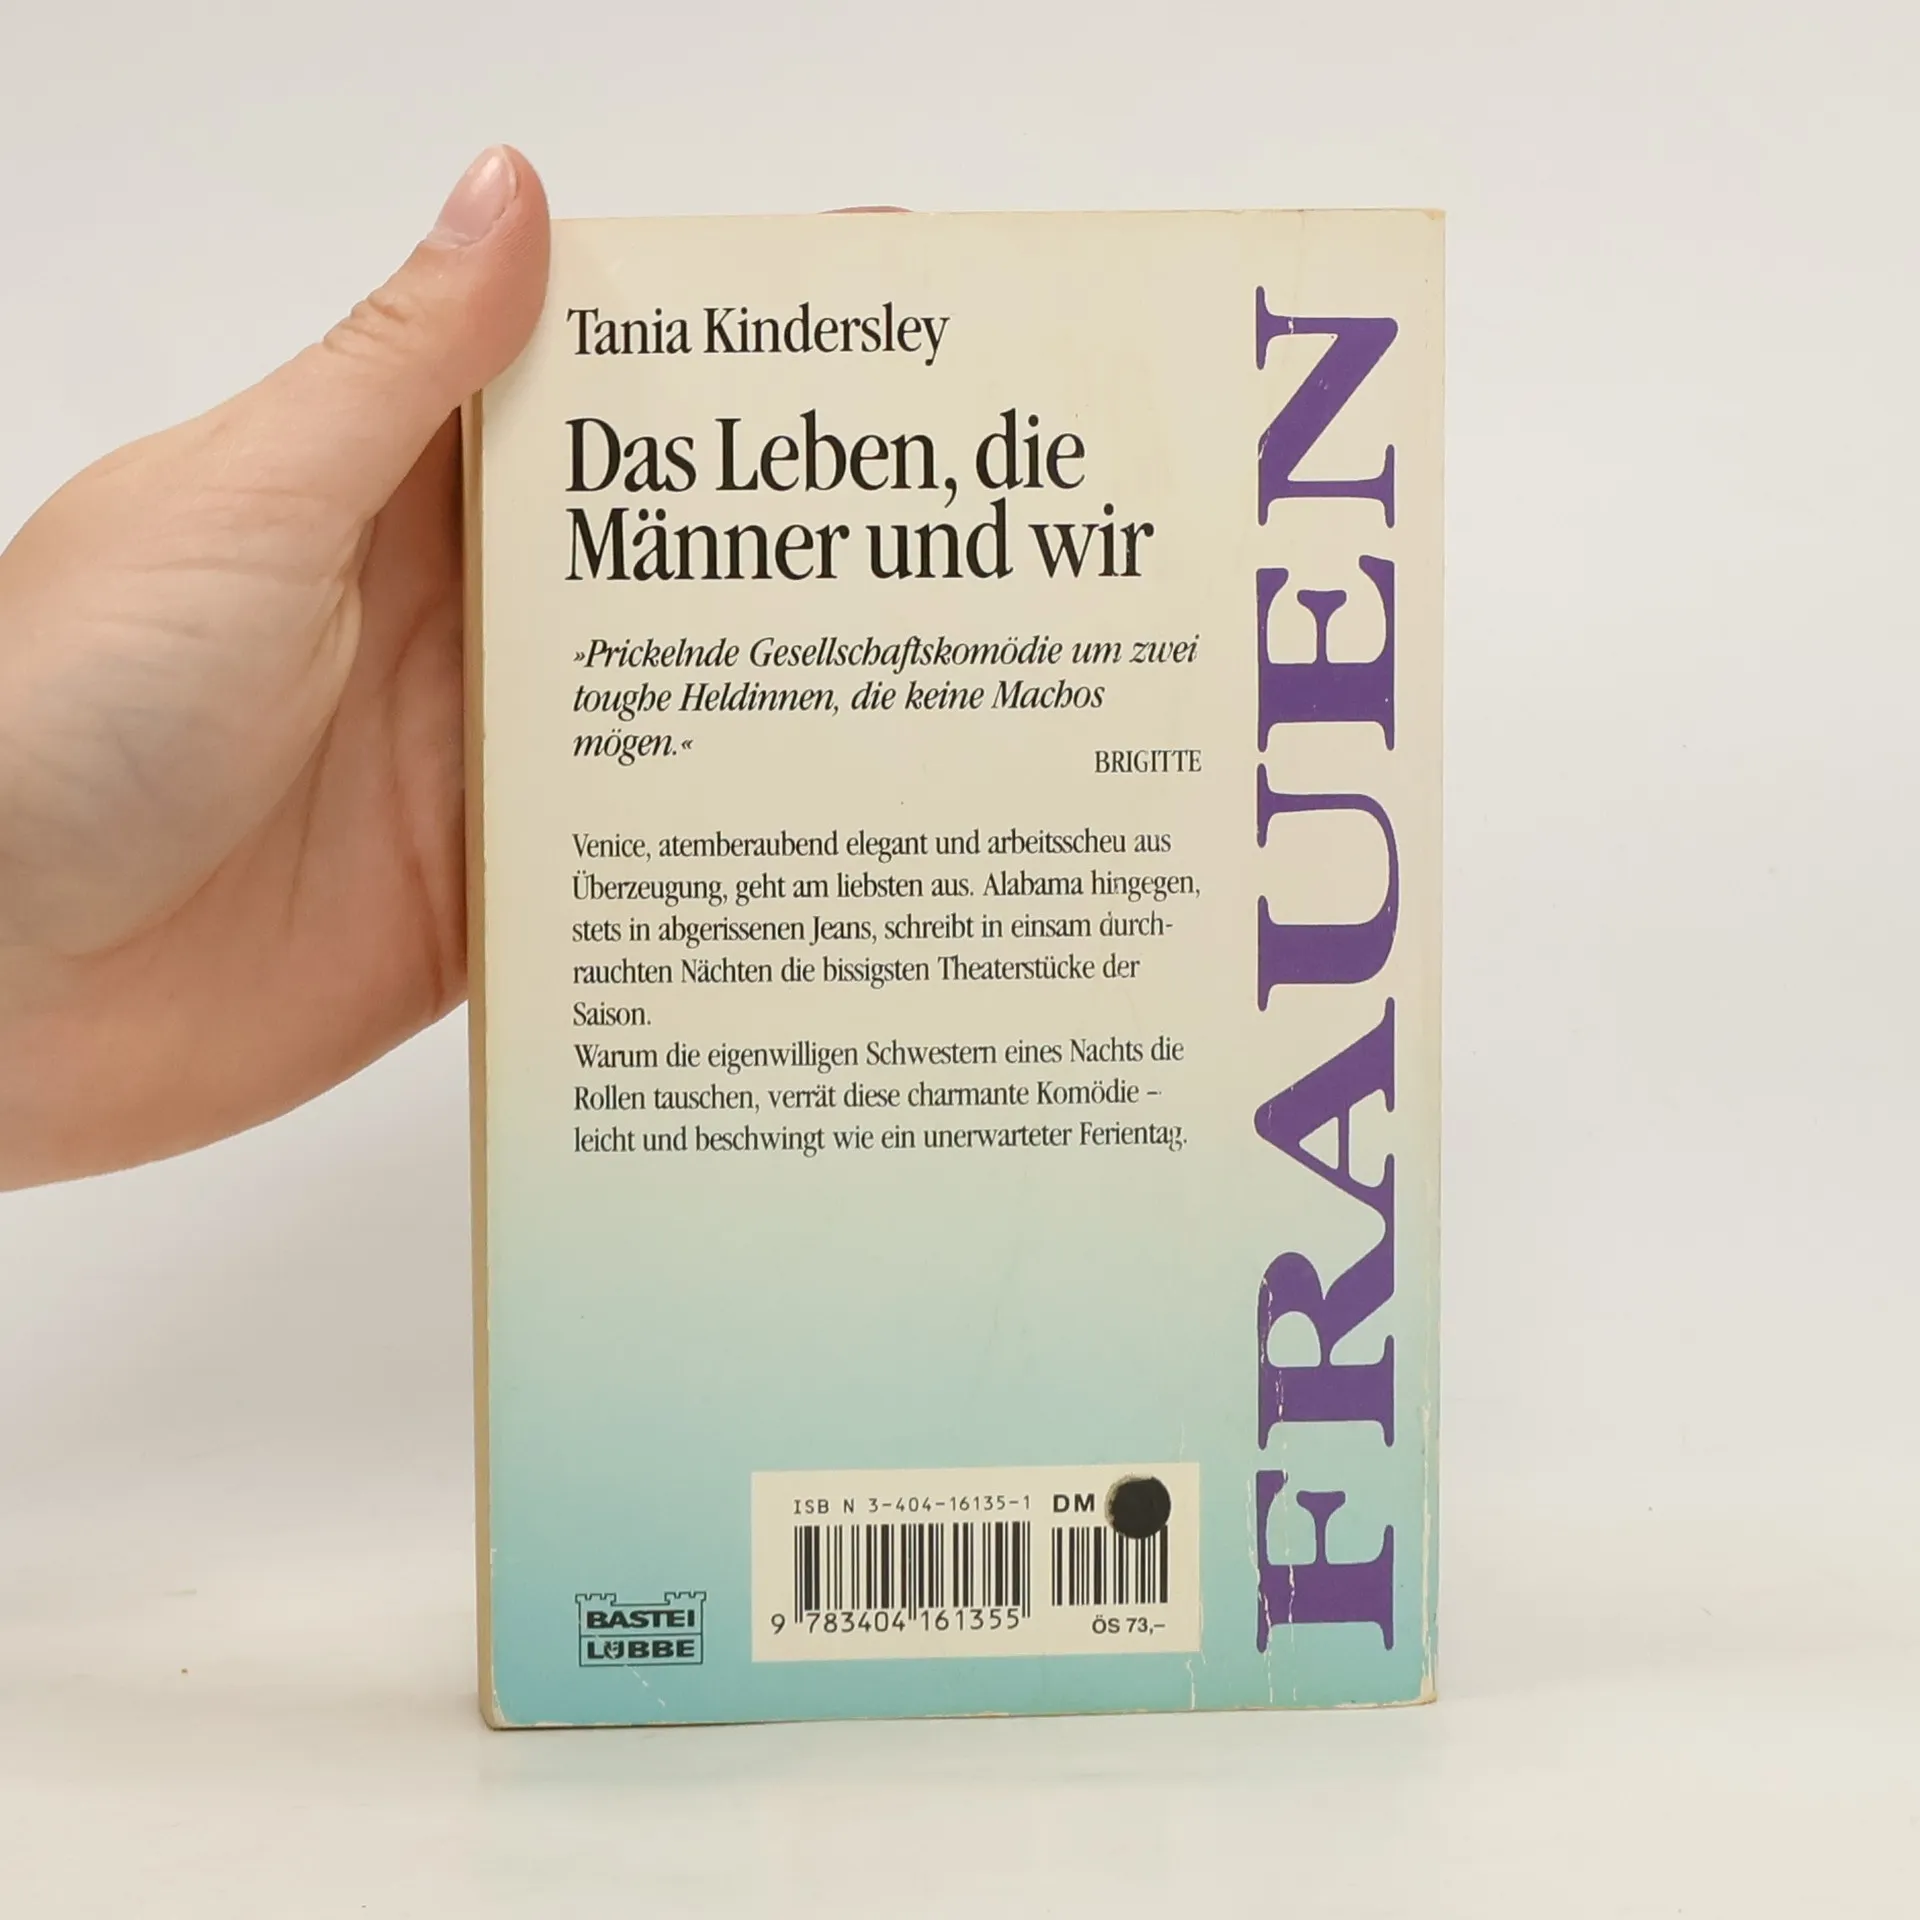 Tania Kindersley
Das Leben, die
Männer und wir
»Prickelnde Gesellschaftskomödie um zwei
toughe Heldinnen, die keine Machos
mögen.«
BRIGITTE
Venice, atemberaubend elegant und arbeitsscheu aus
Überzeugung, geht am liebsten aus. Alabama hingegen,
stets in abgerissenen Jeans, schreibt in einsam durch-
rauchten Nächten die bissigsten Theaterstücke der
Saison.
Warum die eigenwilligen Schwestern eines Nachts die
Rollen tauschen, verrät diese charmante Komödie –
leicht und beschwingt wie ein unerwarteter Ferientag.
FRAUEN
ISBN 3-404-16135-1 DM
9 783404 161355
ÖS 73,–
BASTEI
LÜBBE